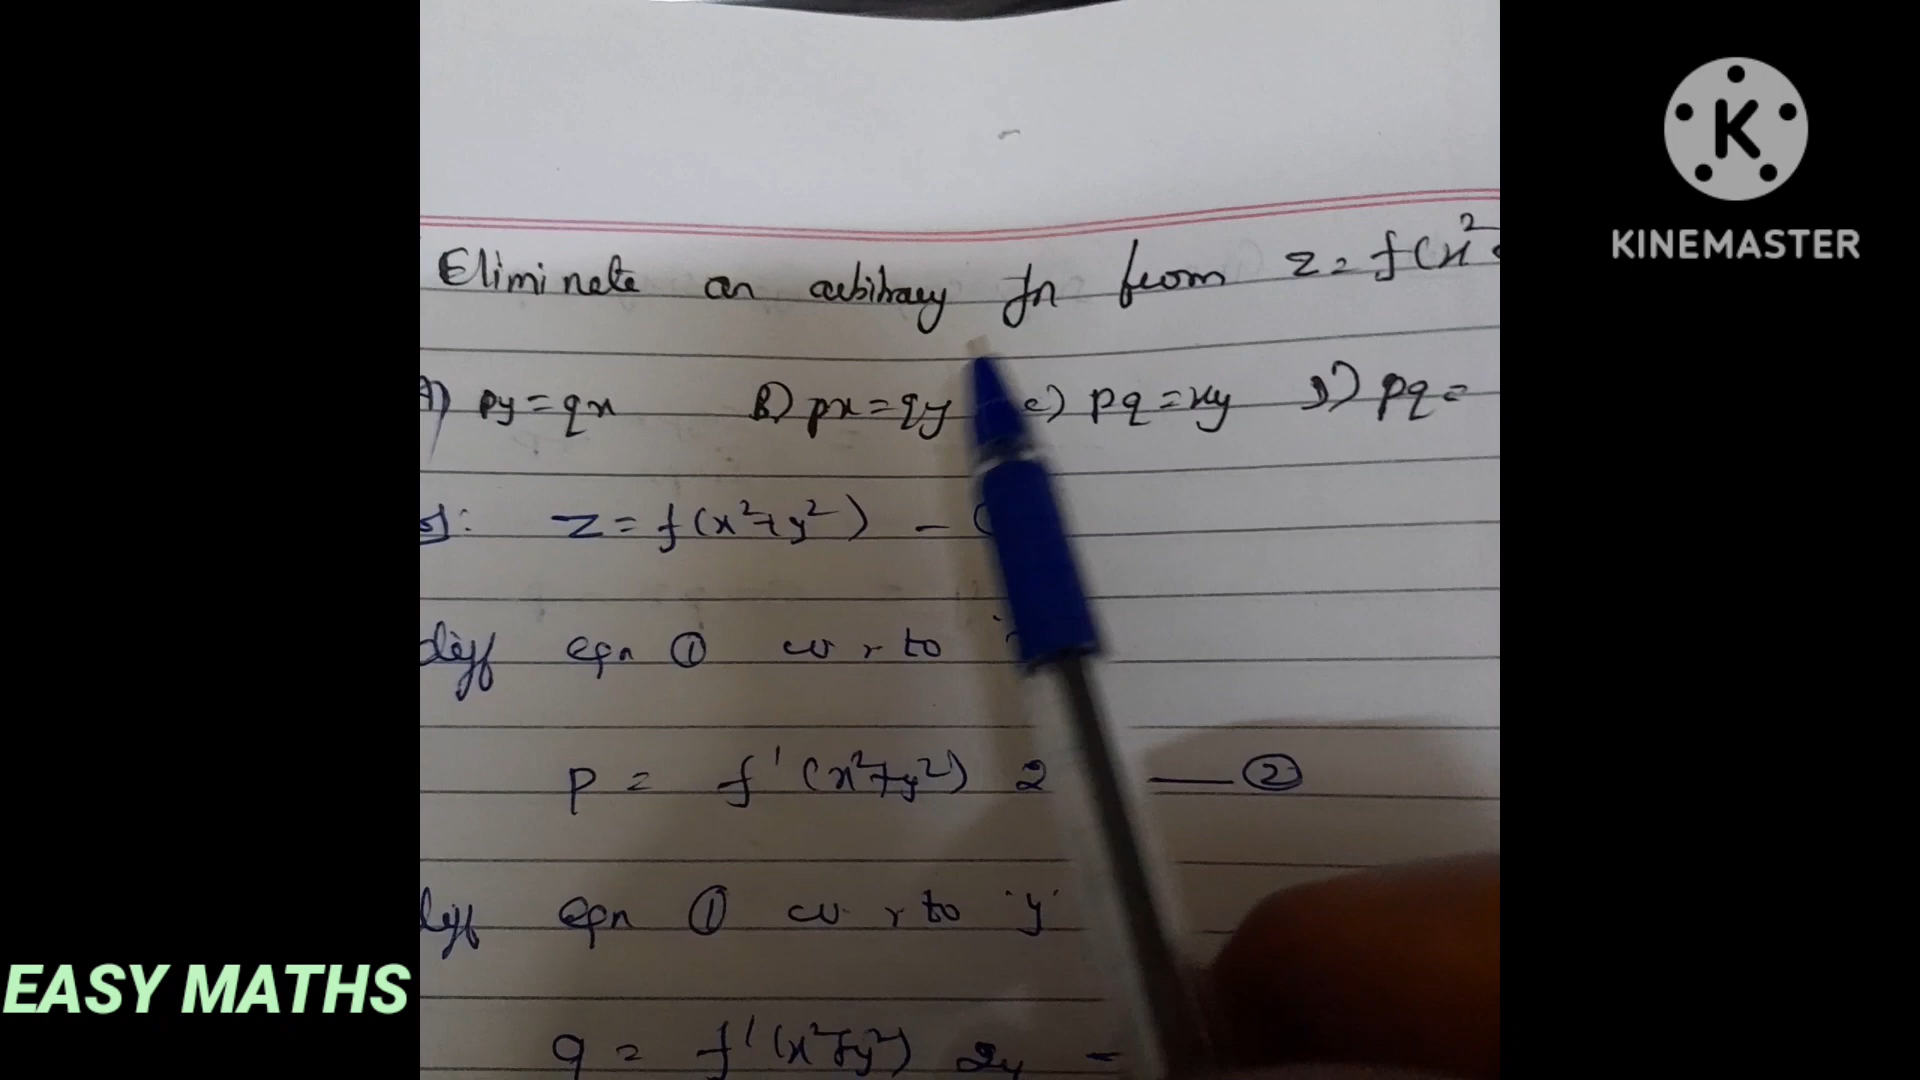 Eliminate an arbitrary fn from z = f(x²
A) py = qx B) px = qy c) pq = xy D) pq =
sol: z = f(x²+y²) –
diff eqn ① w r to
p = f'(x²+y²) 2 — ②
diff eqn ① w r to 'y'
q = f'(x²+y²) 2y –
K
KINEMASTER
EASY MATHS